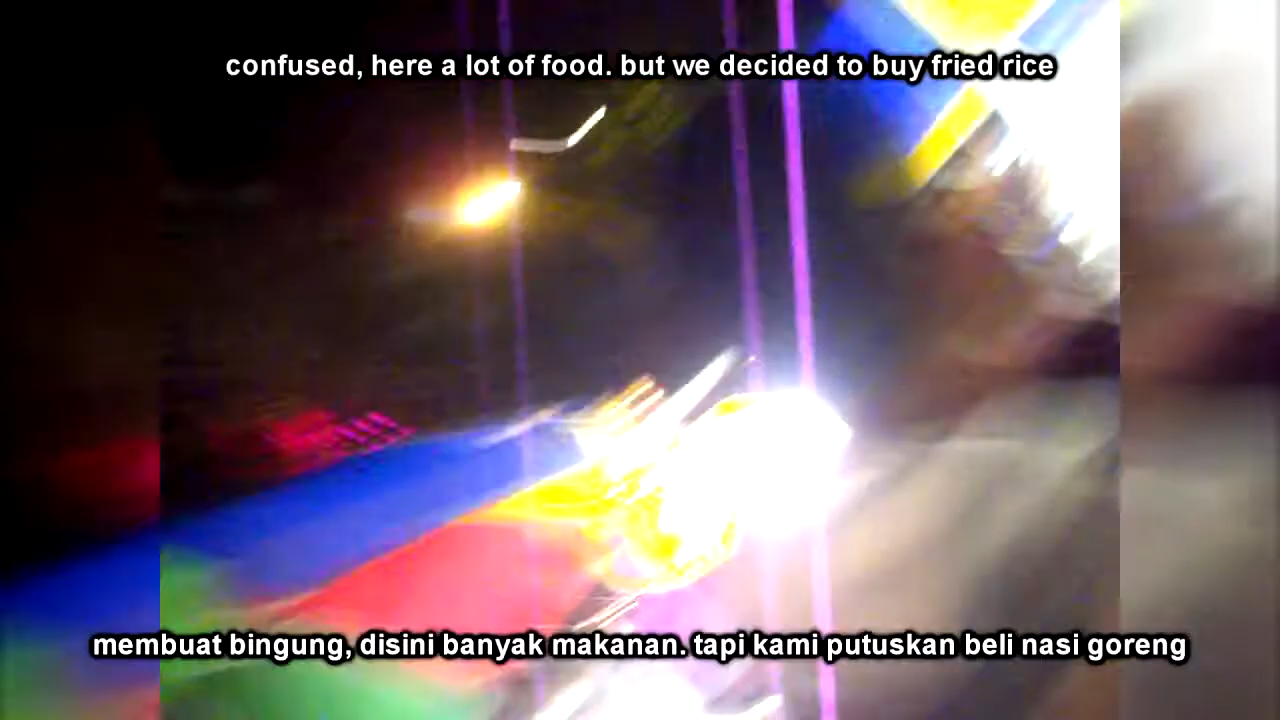 confused, here a lot of food. but we decided to buy fried rice
membuat bingung, disini banyak makanan. tapi kami putuskan beli nasi goreng